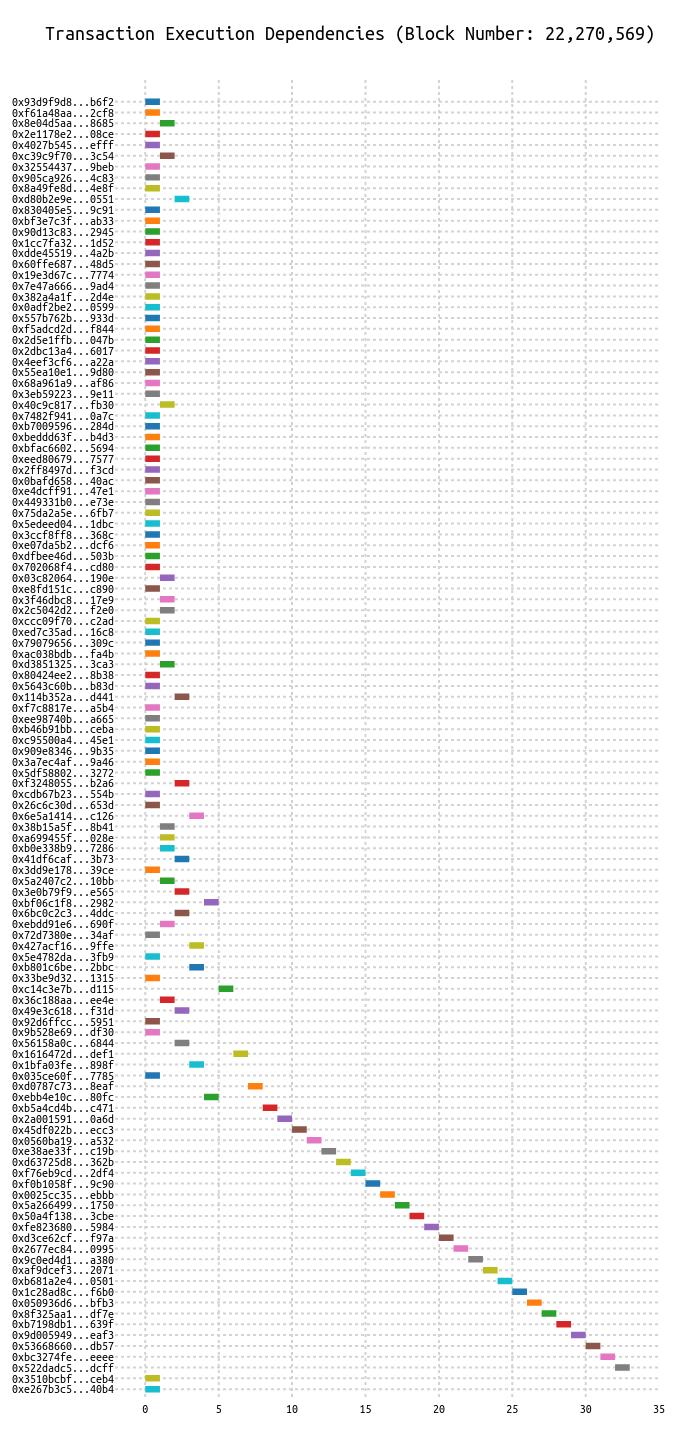 Transaction Execution Dependencies (Block Number: 22,270,569)
0x93d9f9d8...b6f2
0xf61a48aa...2cf8
0x8e04d5aa...8685
0x2e1178e2...08ce
0x4027b545...efff
0xc39c9f70...3c54
0x32554437...9beb
0x905ca926...4c83
0x8a49fe8d...4e8f
0xd80b2e9e...0551
0x830405e5...9c91
0xbf3e7c3f...ab33
0x90d13c83...2945
0x1cc7fa32...1d52
0xdde45519...4a2b
0x60ffe687...48d5
0x19e3d67c...7774
0x7e47a666...9ad4
0x382a4a1f...2d4e
0x0adf2be2...0599
0x557b762b...933d
0xf5adcd2d...f844
0x2d5e1ffb...047b
0x2dbc13a4...6017
0x4eef3cf6...a22a
0x55ea10e1...9d80
0x68a961a9...af86
0x3eb59223...9e11
0x40c9c817...fb30
0x7482f941...0a7c
0xb7009596...284d
0xbeddd63f...b4d3
0xbfac6602...5694
0xeed80679...7577
0x2ff8497d...f3cd
0x0bafd658...40ac
0xe4dcff91...47e1
0x449331b0...e73e
0x75da2a5e...6fb7
0x5edeed04...1dbc
0x3ccf8ff8...368c
0xe07da5b2...dcf6
0xdfbee46d...503b
0x702068f4...cd80
0x03c82064...190e
0xe8fd151c...c890
0x3f46dbc8...17e9
0x2c5042d2...f2e0
0xccc09f70...c2ad
0xed7c35ad...16c8
0x79079656...309c
0xac038bdb...fa4b
0xd3851325...3ca3
0x80424ee2...8b38
0x5643c60b...b83d
0x114b352a...d441
0xf7c8817e...a5b4
0xee98740b...a665
0xb46b91bb...ceba
0xc95500a4...45e1
0x909e8346...9b35
0x3a7ec4af...9a46
0x5df58802...3272
0xf3248055...b2a6
0xcdb67b23...554b
0x26c6c30d...653d
0x6e5a1414...c126
0x38b15a5f...8b41
0xa699455f...028e
0xb0e338b9...7286
0x41df6caf...3b73
0x3dd9e178...39ce
0x5a2407c2...10bb
0x3e0b79f9...e565
0xbf06c1f8...2982
0x6bc0c2c3...4ddc
0xebdd91e6...690f
0x72d7380e...34af
0x427acf16...9ffe
0x5e4782da...3fb9
0xb801c6be...2bbc
0x33be9d32...1315
0xc14c3e7b...d115
0x36c188aa...ee4e
0x49e3c618...f31d
0x92d6ffcc...5951
0x9b528e69...df30
0x56158a0c...6844
0x1616472d...def1
0x1bfa03fe...898f
0x035ce60f...7785
0xd0787c73...8eaf
0xebb4e10c...80fc
0xb5a4cd4b...c471
0x2a001591...0a6d
0x45df022b...ecc3
0x0560ba19...a532
0xe38ae33f...c19b
0xd63725d8...362b
0xf76eb9cd...2df4
0xf0b1058f...9c90
0x0025cc35...ebbb
0x5a266499...1750
0x50a4f138...3cbe
0xfe823680...5984
0xd3ce62cf...f97a
0x2677ec84...0995
0x9c0ed4d1...a380
0xaf9dcef3...2071
0xb681a2e4...0501
0x1c28ad8c...f6b0
0x050936d6...bfb3
0x8f325aa1...df7e
0xb7198db1...639f
0x9d005949...eaf3
0x53668660...db57
0xbc3274fe...eeee
0x522dadc5...dcff
0x3510bcbf...ceb4
0xe267b3c5...40b4
0 5 10 15 20 25 30 35